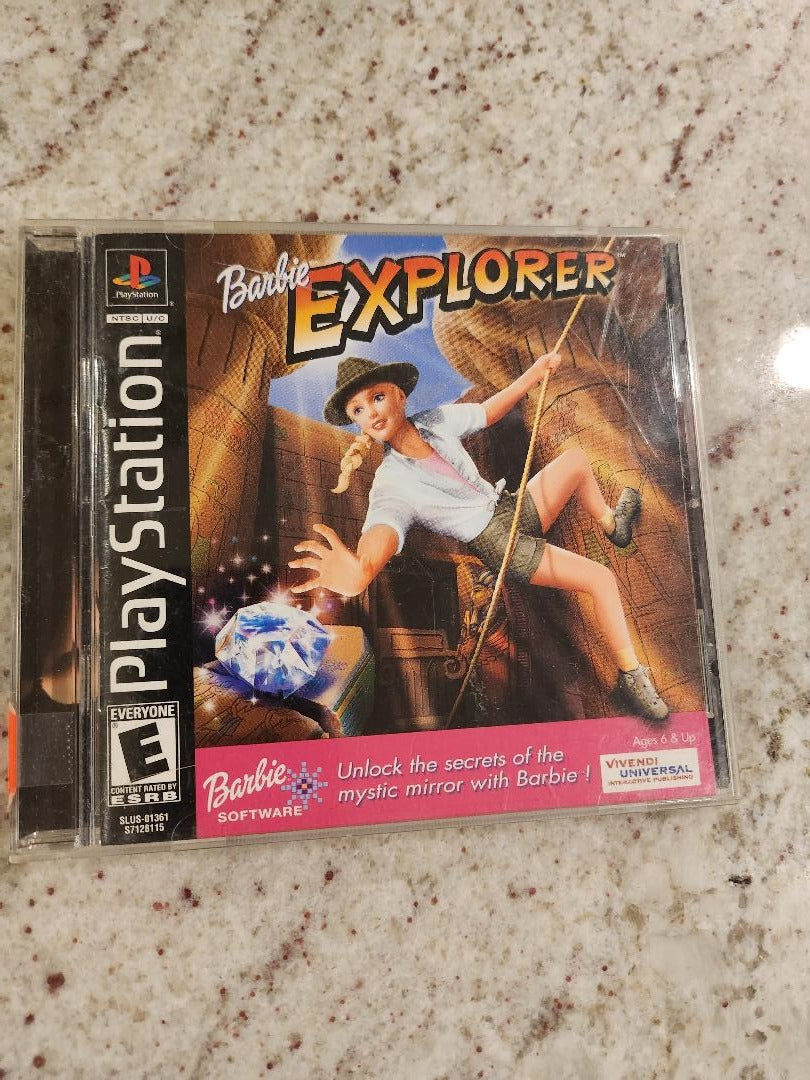 PlayStation
NTSC U/C
PlayStation
EVERYONE
E
CONTENT RATED BY
ESRB
SLUS-01361
S7128115
Barbie
EXPLORER™
Ages 6 & Up
Barbie
SOFTWARE
Unlock the secrets of the
mystic mirror with Barbie !
VIVENDI
UNIVERSAL
INTERACTIVE PUBLISHING